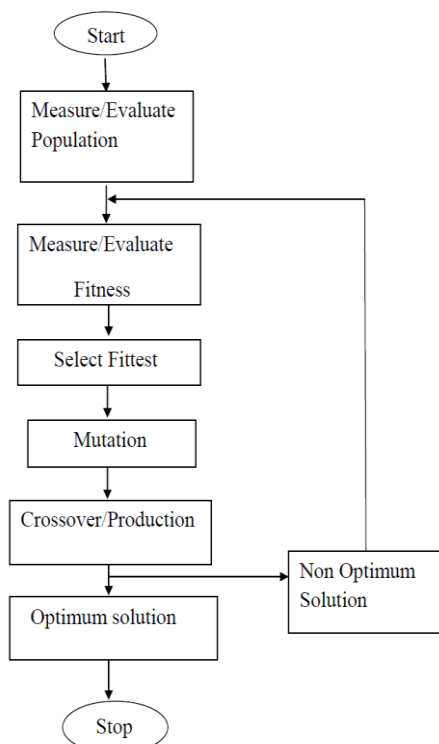 Start
Measure/Evaluate
Population
Measure/Evaluate
Fitness
Select Fittest
Mutation
Crossover/Production
Non Optimum
Solution
Optimum solution
Stop